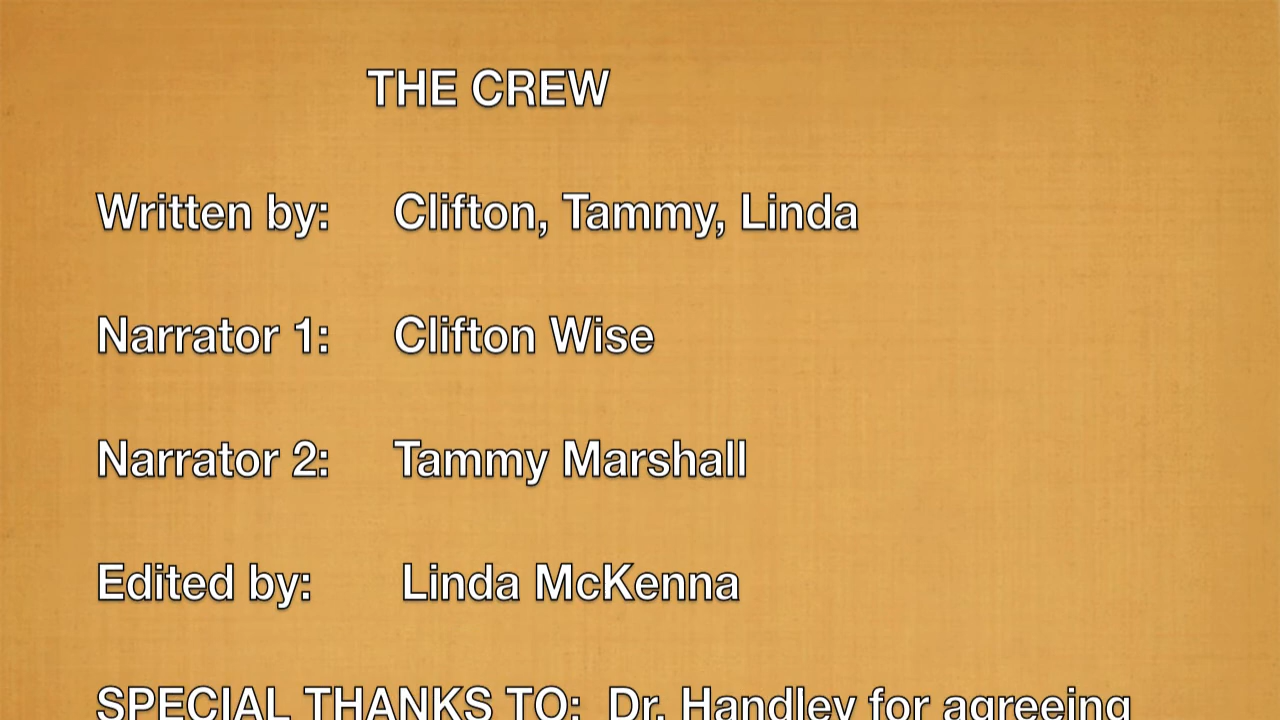 THE CREW
Written by: Clifton, Tammy, Linda
Narrator 1: Clifton Wise
Narrator 2: Tammy Marshall
Edited by: Linda McKenna
SPECIAL THANKS TO: Dr. Handley for agreeing